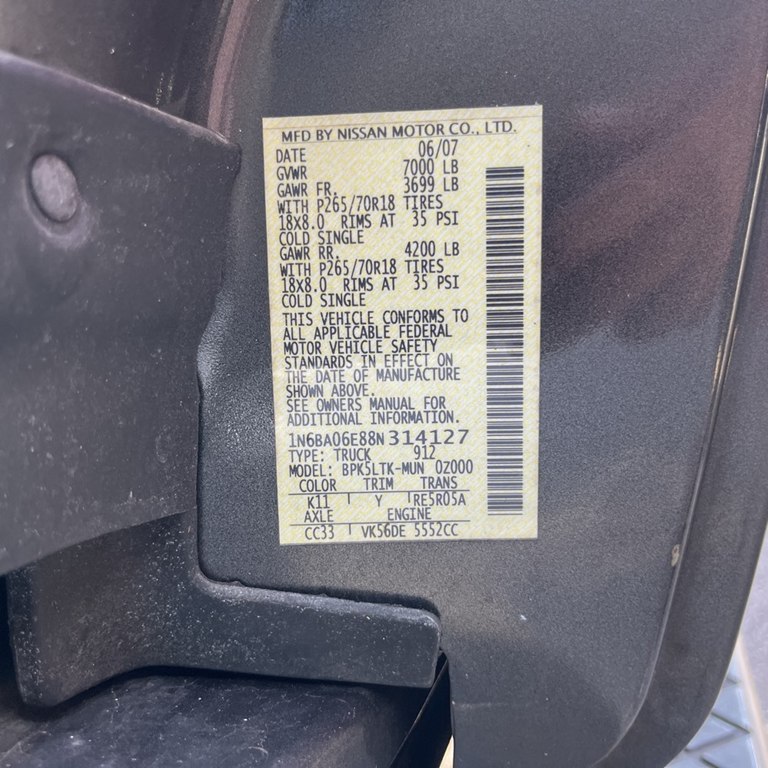 MFD BY NISSAN MOTOR CO., LTD.
DATE 06/07
GVWR 7000 LB
GAWR FR. 3699 LB
WITH P265/70R18 TIRES
18X8.0 RIMS AT 35 PSI
COLD SINGLE
GAWR RR. 4200 LB
WITH P265/70R18 TIRES
18X8.0 RIMS AT 35 PSI
COLD SINGLE
THIS VEHICLE CONFORMS TO
ALL APPLICABLE FEDERAL
MOTOR VEHICLE SAFETY
STANDARDS IN EFFECT ON
THE DATE OF MANUFACTURE
SHOWN ABOVE.
SEE OWNERS MANUAL FOR
ADDITIONAL INFORMATION.
1N6BA06E88N314127
TYPE: TRUCK 912
MODEL: BPK5LTK-MUN 0Z000
COLOR TRIM TRANS
K11 Y RE5R05A
AXLE ENGINE
CC33 VK56DE 5552CC